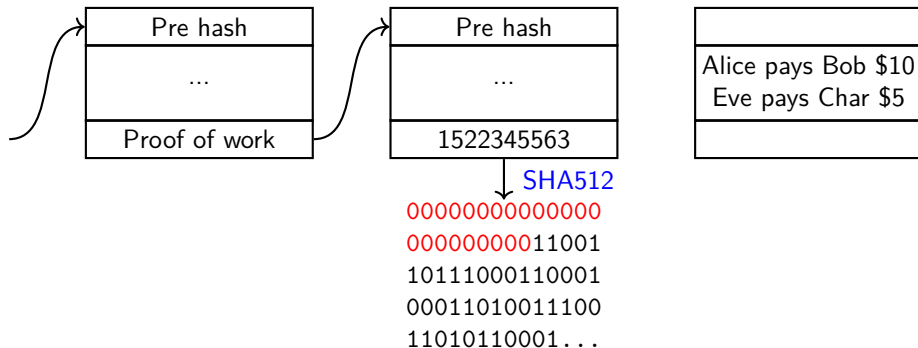 Pre hash
...
Proof of work
Pre hash
...
1522345563
SHA512
00000000000000
00000000011001
10111000110001
00011010011100
11010110001...
Alice pays Bob $10
Eve pays Char $5